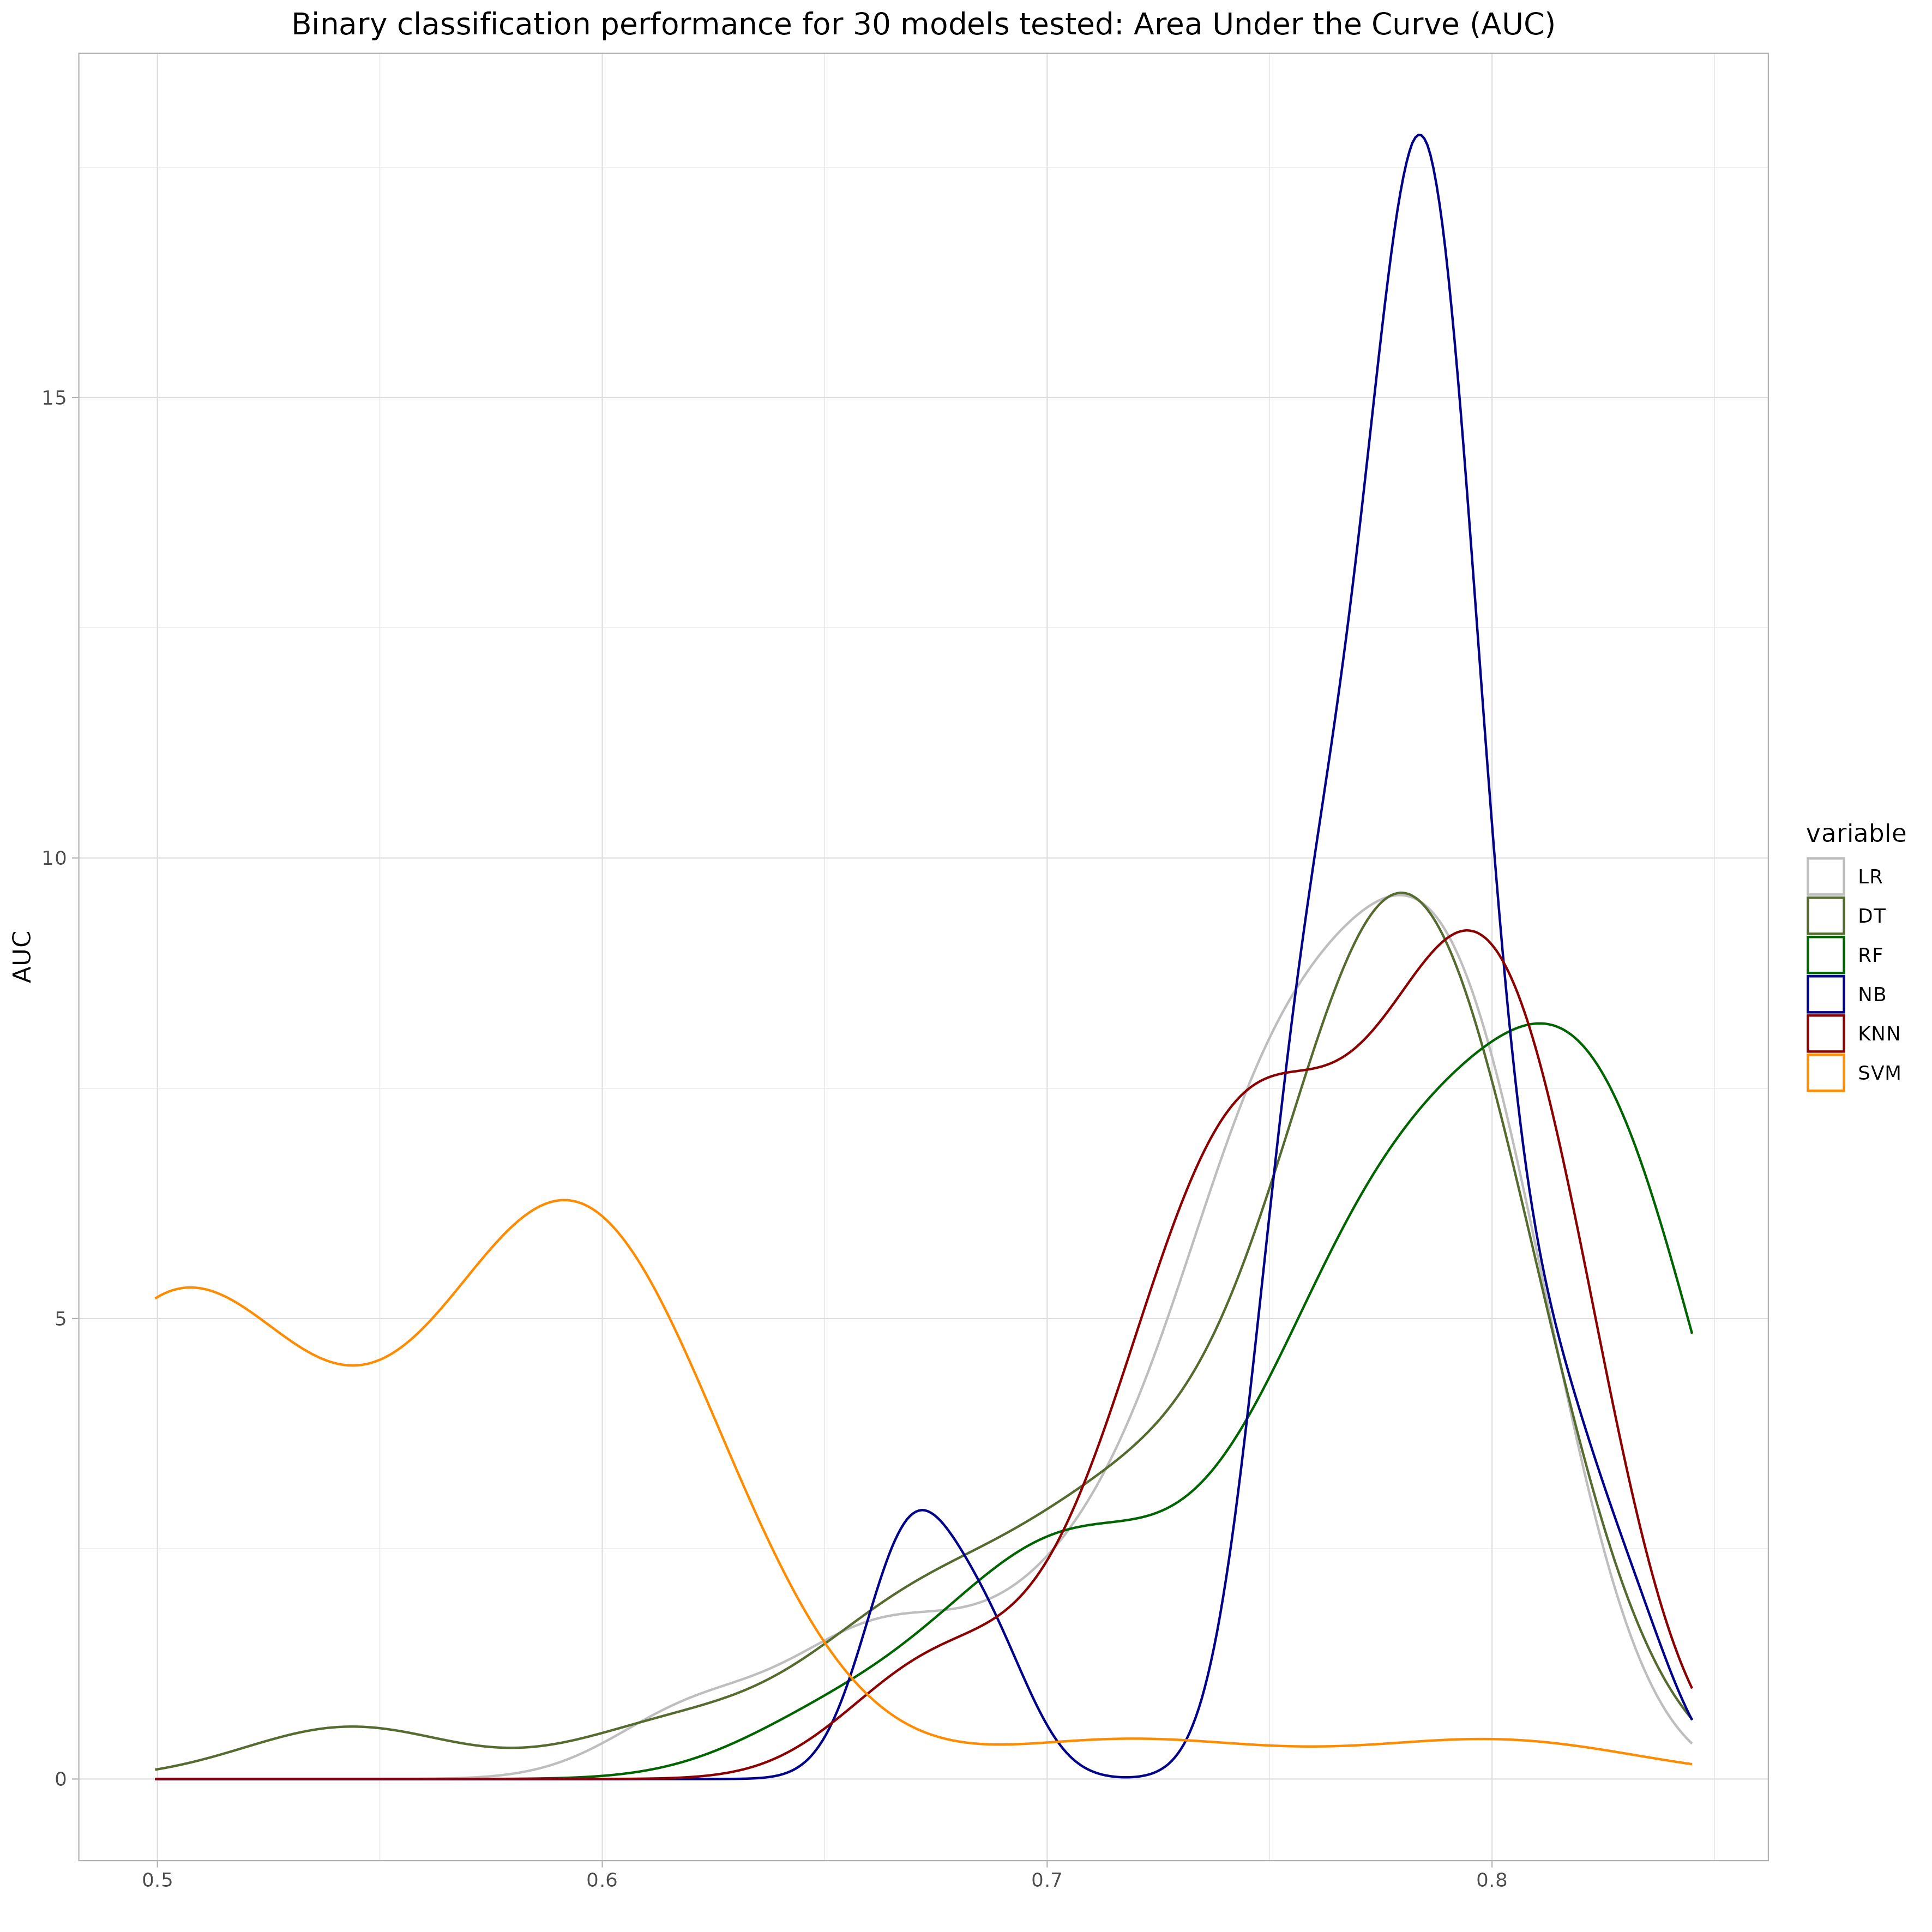 Binary classification performance for 30 models tested: Area Under the Curve (AUC)
15
10
5
0
AUC
0.5 0.6 0.7 0.8
variable
LR
DT
RF
NB
KNN
SVM